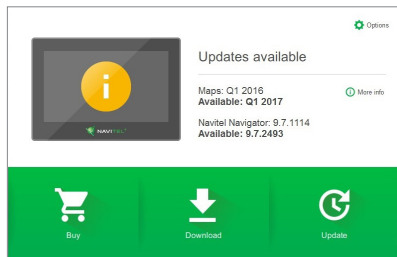 Options
Updates available
Maps: Q1 2016
Available: Q1 2017
More info
Navitel Navigator: 9.7.1114
Available: 9.7.2493
NAVITEL
Buy
Download
Update